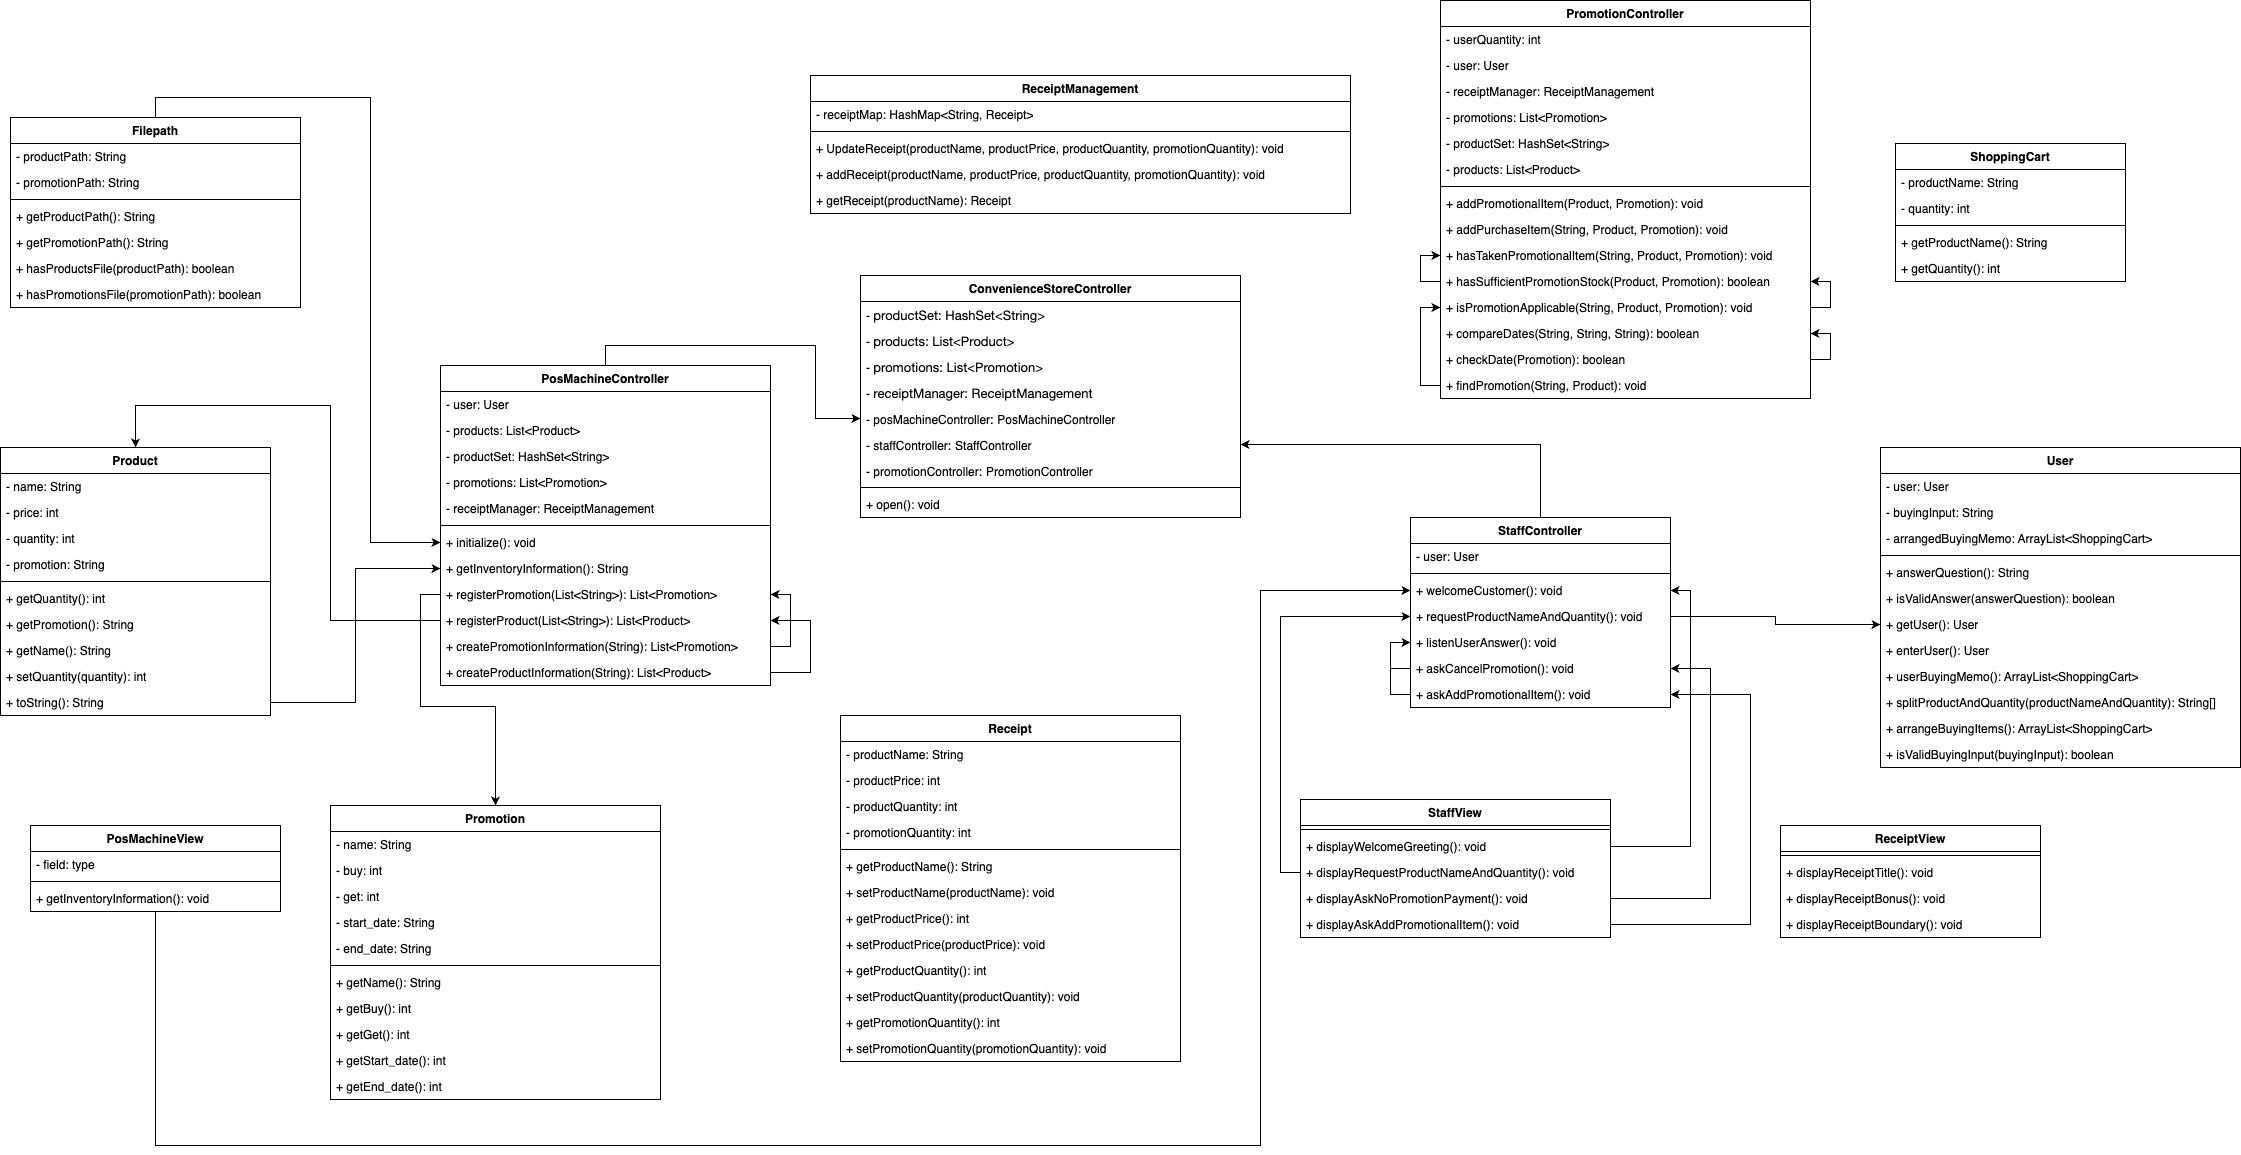 PromotionController
- userQuantity: int
- user: User
- receiptManager: ReceiptManagement
- promotions: List<Promotion>
- productSet: HashSet<String>
- products: List<Product>
+ addPromotionalItem(Product, Promotion): void
+ addPurchaseItem(String, Product, Promotion): void
+ hasTakenPromotionalItem(String, Product, Promotion): void
+ hasSufficientPromotionStock(Product, Promotion): boolean
+ isPromotionApplicable(String, Product, Promotion): void
+ compareDates(String, String, String): boolean
+ checkDate(Promotion): boolean
+ findPromotion(String, Product): void
ReceiptManagement
- receiptMap: HashMap<String, Receipt>
+ UpdateReceipt(productName, productPrice, productQuantity, promotionQuantity): void
+ addReceipt(productName, productPrice, productQuantity, promotionQuantity): void
+ getReceipt(productName): Receipt
Filepath
- productPath: String
- promotionPath: String
+ getProductPath(): String
+ getPromotionPath(): String
+ hasProductsFile(productPath): boolean
+ hasPromotionsFile(promotionPath): boolean
ShoppingCart
- productName: String
- quantity: int
+ getProductName(): String
+ getQuantity(): int
ConvenienceStoreController
- productSet: HashSet<String>
- products: List<Product>
- promotions: List<Promotion>
- receiptManager: ReceiptManagement
- posMachineController: PosMachineController
- staffController: StaffController
- promotionController: PromotionController
+ open(): void
PosMachineController
- user: User
- products: List<Product>
- productSet: HashSet<String>
- promotions: List<Promotion>
- receiptManager: ReceiptManagement
+ initialize(): void
+ getInventoryInformation(): String
+ registerPromotion(List<String>): List<Promotion>
+ registerProduct(List<String>): List<Product>
+ createPromotionInformation(String): List<Promotion>
+ createProductInformation(String): List<Product>
Product
- name: String
- price: int
- quantity: int
- promotion: String
+ getQuantity(): int
+ getPromotion(): String
+ getName(): String
+ setQuantity(quantity): int
+ toString(): String
User
- user: User
- buyingInput: String
- arrangedBuyingMemo: ArrayList<ShoppingCart>
+ answerQuestion(): String
+ isValidAnswer(answerQuestion): boolean
+ getUser(): User
+ enterUser(): User
+ userBuyingMemo(): ArrayList<ShoppingCart>
+ splitProductAndQuantity(productNameAndQuantity): String[]
+ arrangeBuyingItems(): ArrayList<ShoppingCart>
+ isValidBuyingInput(buyingInput): boolean
StaffController
- user: User
+ welcomeCustomer(): void
+ requestProductNameAndQuantity(): void
+ listenUserAnswer(): void
+ askCancelPromotion(): void
+ askAddPromotionalItem(): void
Receipt
- productName: String
- productPrice: int
- productQuantity: int
- promotionQuantity: int
+ getProductName(): String
+ setProductName(productName): void
+ getProductPrice(): int
+ setProductPrice(productPrice): void
+ getProductQuantity(): int
+ setProductQuantity(productQuantity): void
+ getPromotionQuantity(): int
+ setPromotionQuantity(promotionQuantity): void
StaffView
+ displayWelcomeGreeting(): void
+ displayRequestProductNameAndQuantity(): void
+ displayAskNoPromotionPayment(): void
+ displayAskAddPromotionalItem(): void
Promotion
- name: String
- buy: int
- get: int
- start_date: String
- end_date: String
+ getName(): String
+ getBuy(): int
+ getGet(): int
+ getStart_date(): int
+ getEnd_date(): int
PosMachineView
- field: type
+ getInventoryInformation(): void
ReceiptView
+ displayReceiptTitle(): void
+ displayReceiptBonus(): void
+ displayReceiptBoundary(): void